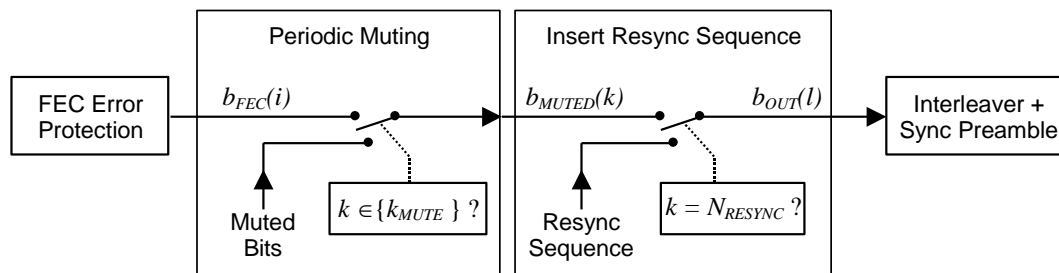 Periodic Muting
Insert Resync Sequence
FEC Error
Protection
b_FEC(i)
b_MUTED(k)
b_OUT(l)
Interleaver +
Sync Preamble
Muted
Bits
k ∈{k_MUTE } ?
Resync
Sequence
k = N_RESYNC ?